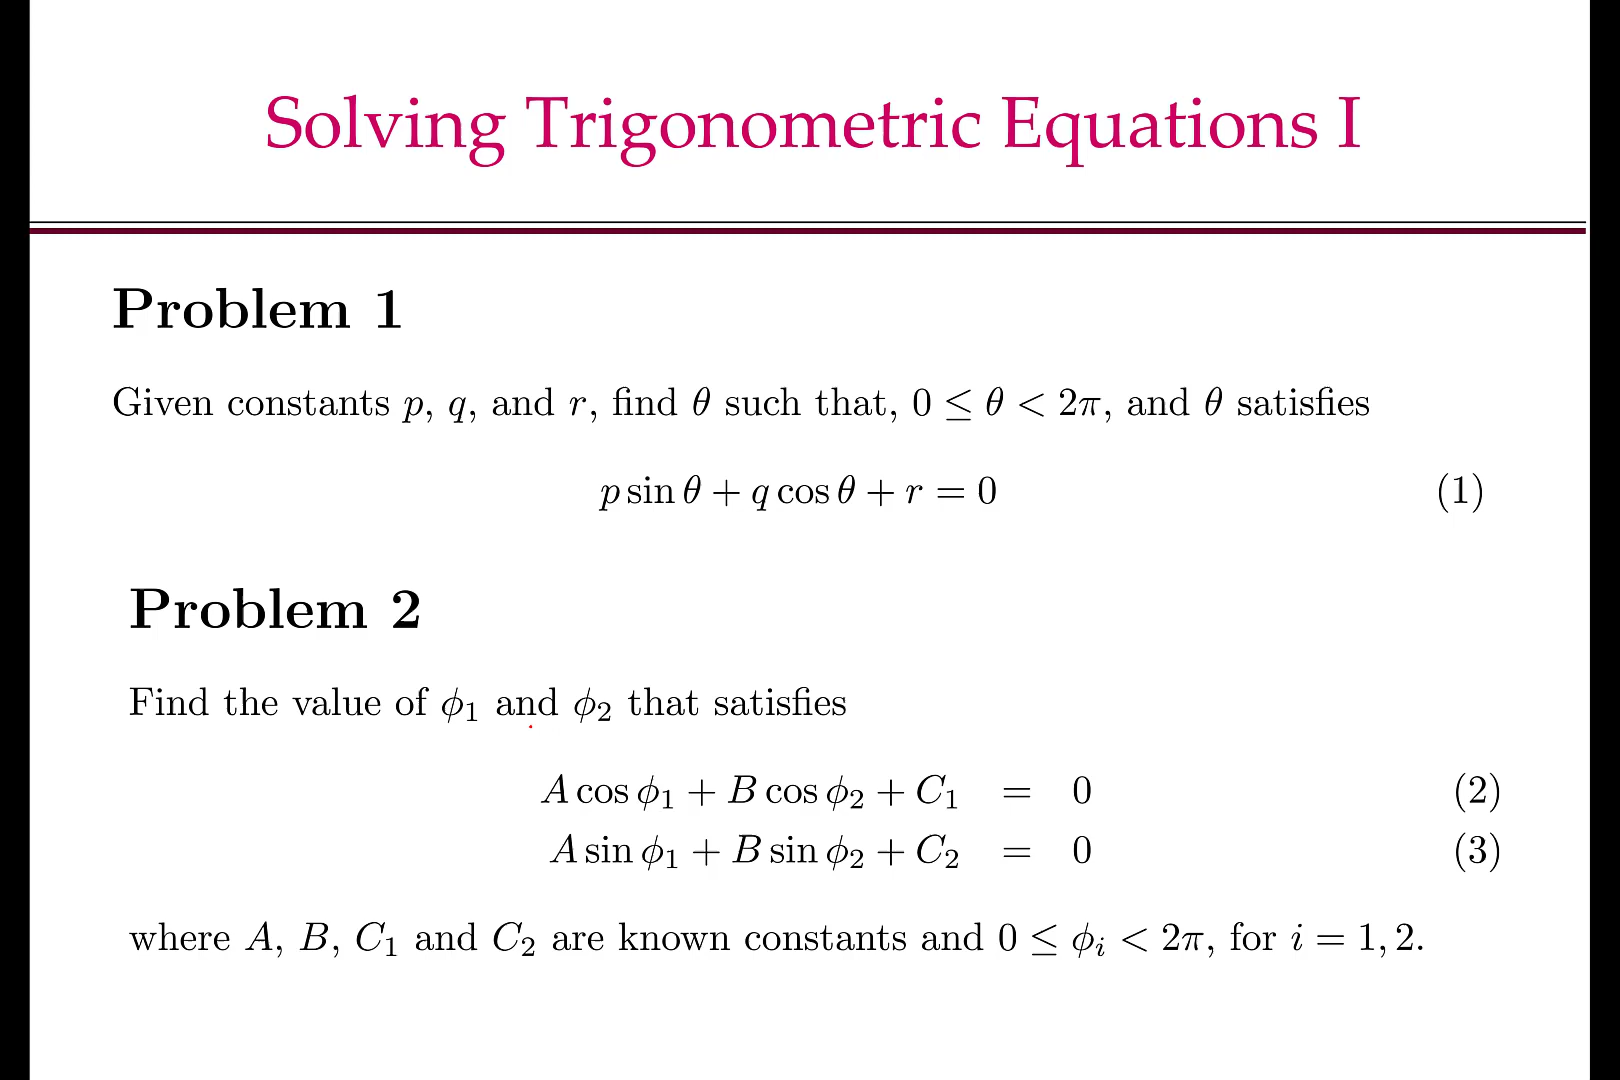 Solving Trigonometric Equations I
Problem 1
Given constants p, q, and r, find θ such that, 0 ≤ θ < 2π, and θ satisfies
p sin θ + q cos θ + r = 0 (1)
Problem 2
Find the value of ϕ₁ and ϕ₂ that satisfies
A cos ϕ₁ + B cos ϕ₂ + C₁ = 0 (2)
A sin ϕ₁ + B sin ϕ₂ + C₂ = 0 (3)
where A, B, C₁ and C₂ are known constants and 0 ≤ ϕᵢ < 2π, for i = 1, 2.